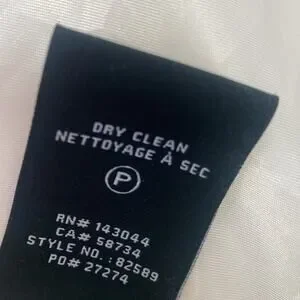 DRY CLEAN
NETTOYAGE À SEC
P
RN# 143044
CA# 58734
STYLE NO.: 82589
PO# 27274